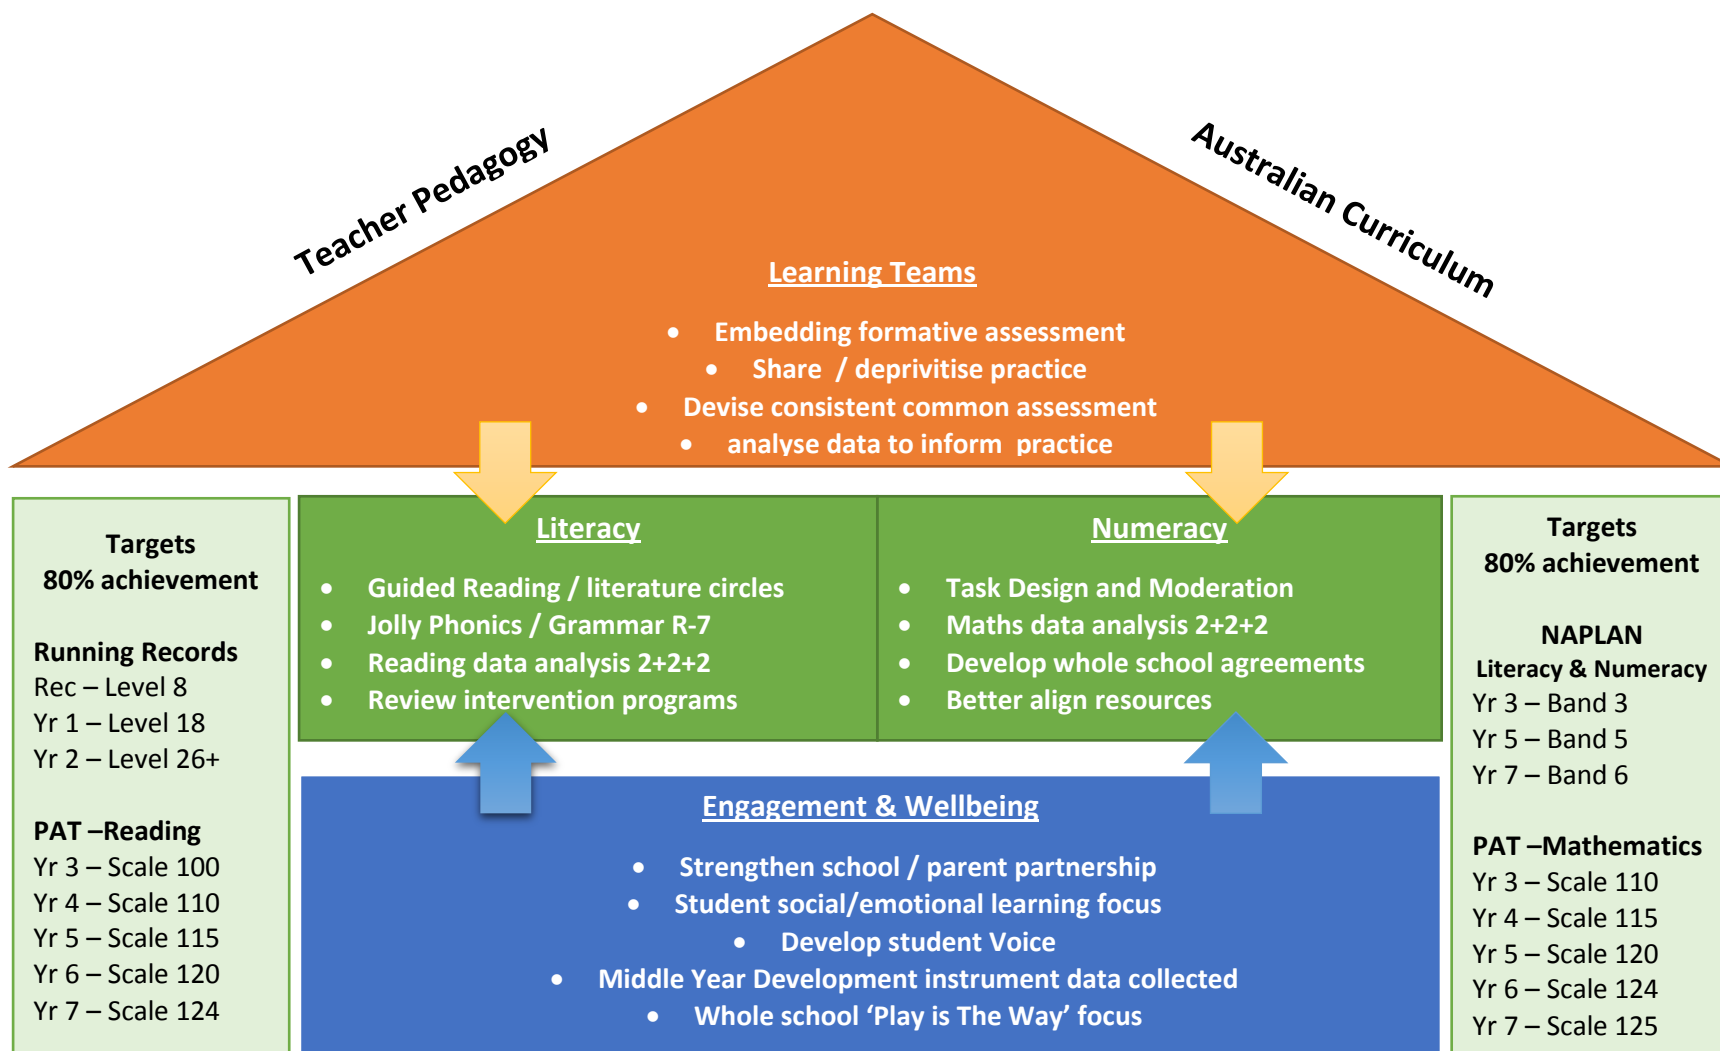 Teacher Pedagogy
Australian Curriculum
Learning Teams
• Embedding formative assessment
• Share / deprivitise practice
• Devise consistent common assessment
• analyse data to inform practice
Targets
80% achievement
Running Records
Rec – Level 8
Yr 1 – Level 18
Yr 2 – Level 26+
PAT –Reading
Yr 3 – Scale 100
Yr 4 – Scale 110
Yr 5 – Scale 115
Yr 6 – Scale 120
Yr 7 – Scale 124
Literacy
• Guided Reading / literature circles
• Jolly Phonics / Grammar R-7
• Reading data analysis 2+2+2
• Review intervention programs
Numeracy
• Task Design and Moderation
• Maths data analysis 2+2+2
• Develop whole school agreements
• Better align resources
Engagement & Wellbeing
• Strengthen school / parent partnership
• Student social/emotional learning focus
• Develop student Voice
• Middle Year Development instrument data collected
• Whole school ‘Play is The Way’ focus
Targets
80% achievement
NAPLAN
Literacy & Numeracy
Yr 3 – Band 3
Yr 5 – Band 5
Yr 7 – Band 6
PAT –Mathematics
Yr 3 – Scale 110
Yr 4 – Scale 115
Yr 5 – Scale 120
Yr 6 – Scale 124
Yr 7 – Scale 125